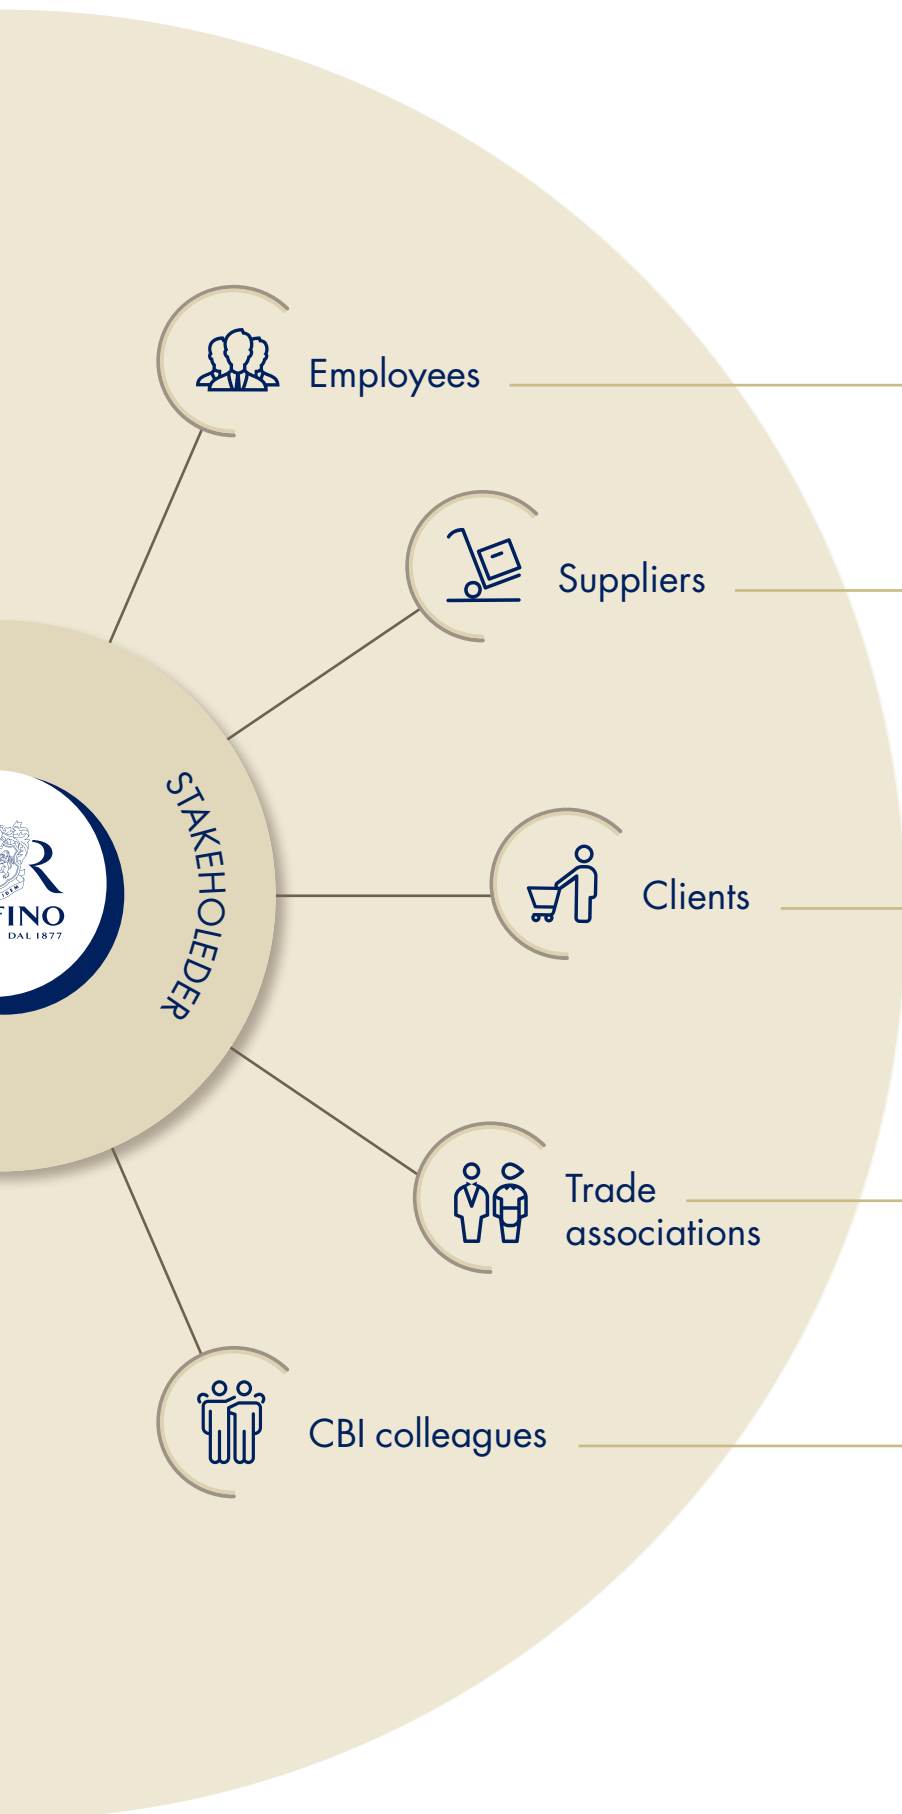 Employees
Suppliers
STAKEHOLEDER
Clients
R
FINO
DAL 1877
Trade
associations
CBI colleagues